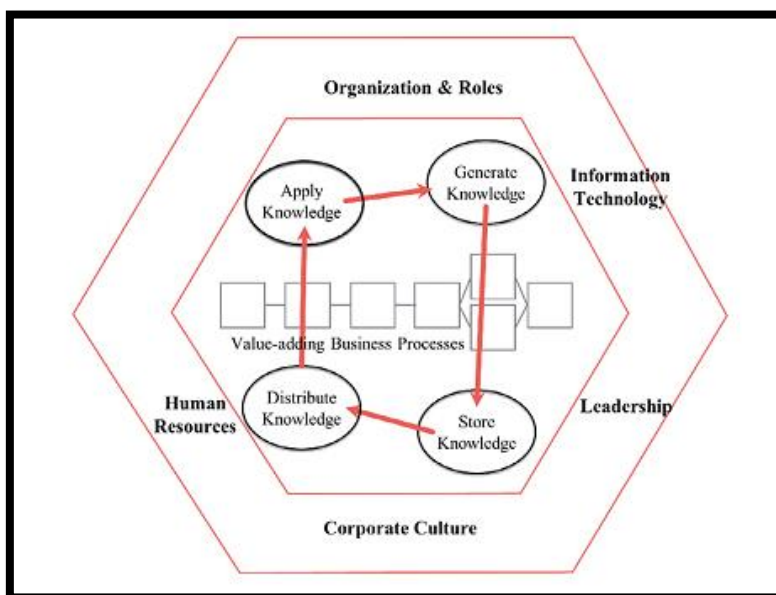 Organization & Roles
Apply
Knowledge
Generate
Knowledge
Information
Technology
Value-adding Business Processes
Human
Resources
Distribute
Knowledge
Store
Knowledge
Leadership
Corporate Culture